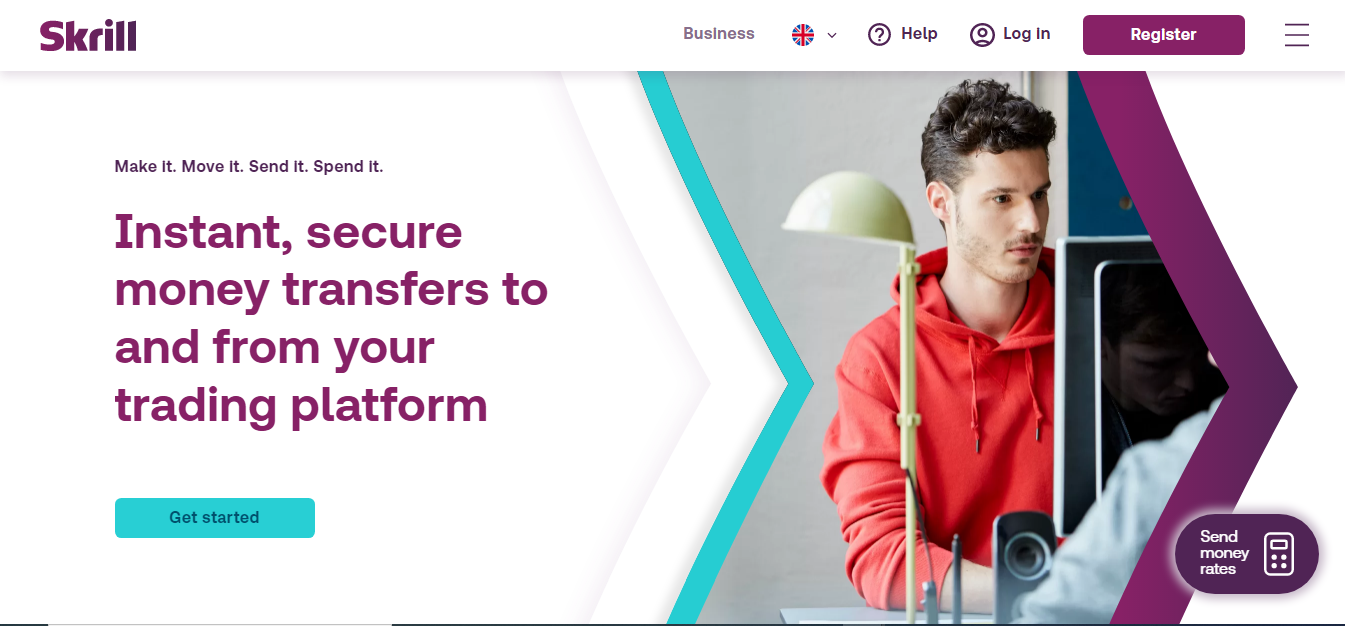 Skrill
Business
Help
Log in
Register
Make it. Move it. Send it. Spend it.
Instant, secure
money transfers to
and from your
trading platform
Get started
Send
money
rates